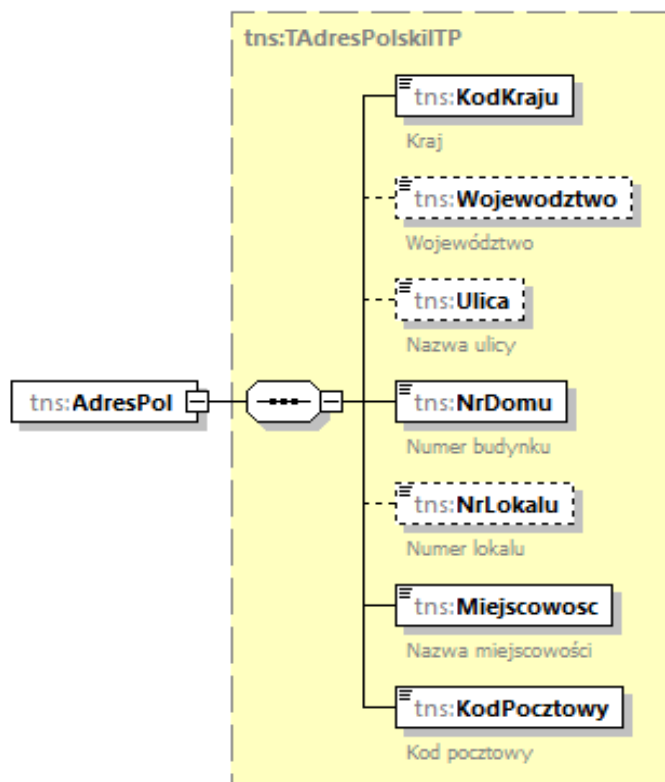 tns:TAdresPolskiITP
tns:KodKraju
Kraj
tns:Wojewodztwo
Województwo
tns:Ulica
Nazwa ulicy
tns:AdresPol
tns:NrDomu
Numer budynku
tns:NrLokalu
Numer lokalu
tns:Miejscowosc
Nazwa miejscowości
tns:KodPocztowy
Kod pocztowy